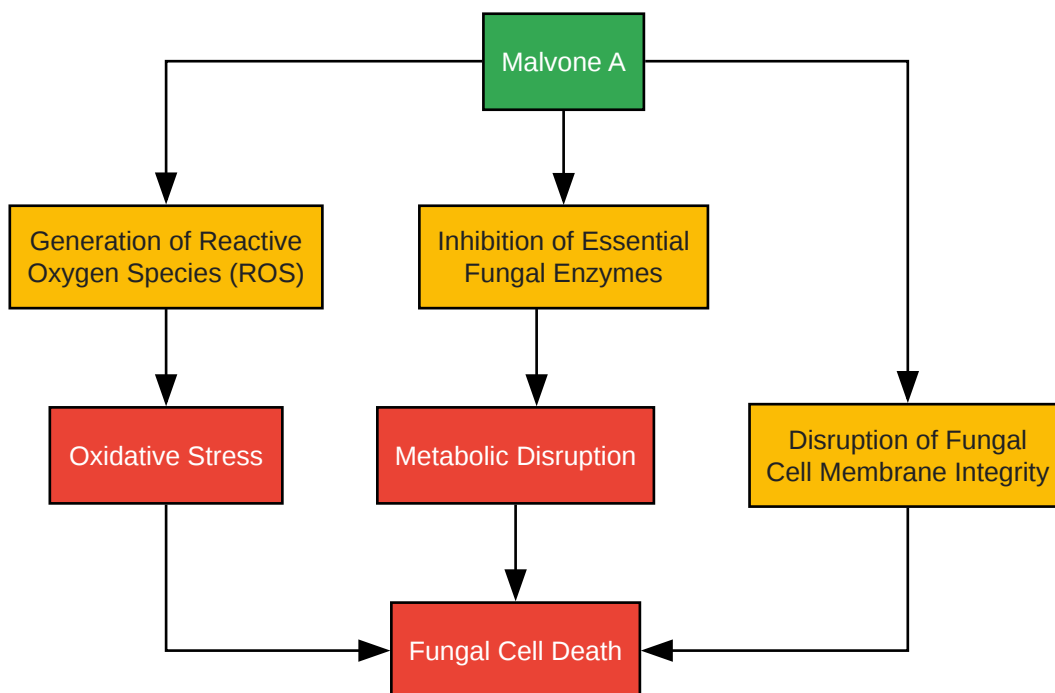 Malvone A
Generation of Reactive
Oxygen Species (ROS)
Inhibition of Essential
Fungal Enzymes
Oxidative Stress
Metabolic Disruption
Disruption of Fungal
Cell Membrane Integrity
Fungal Cell Death